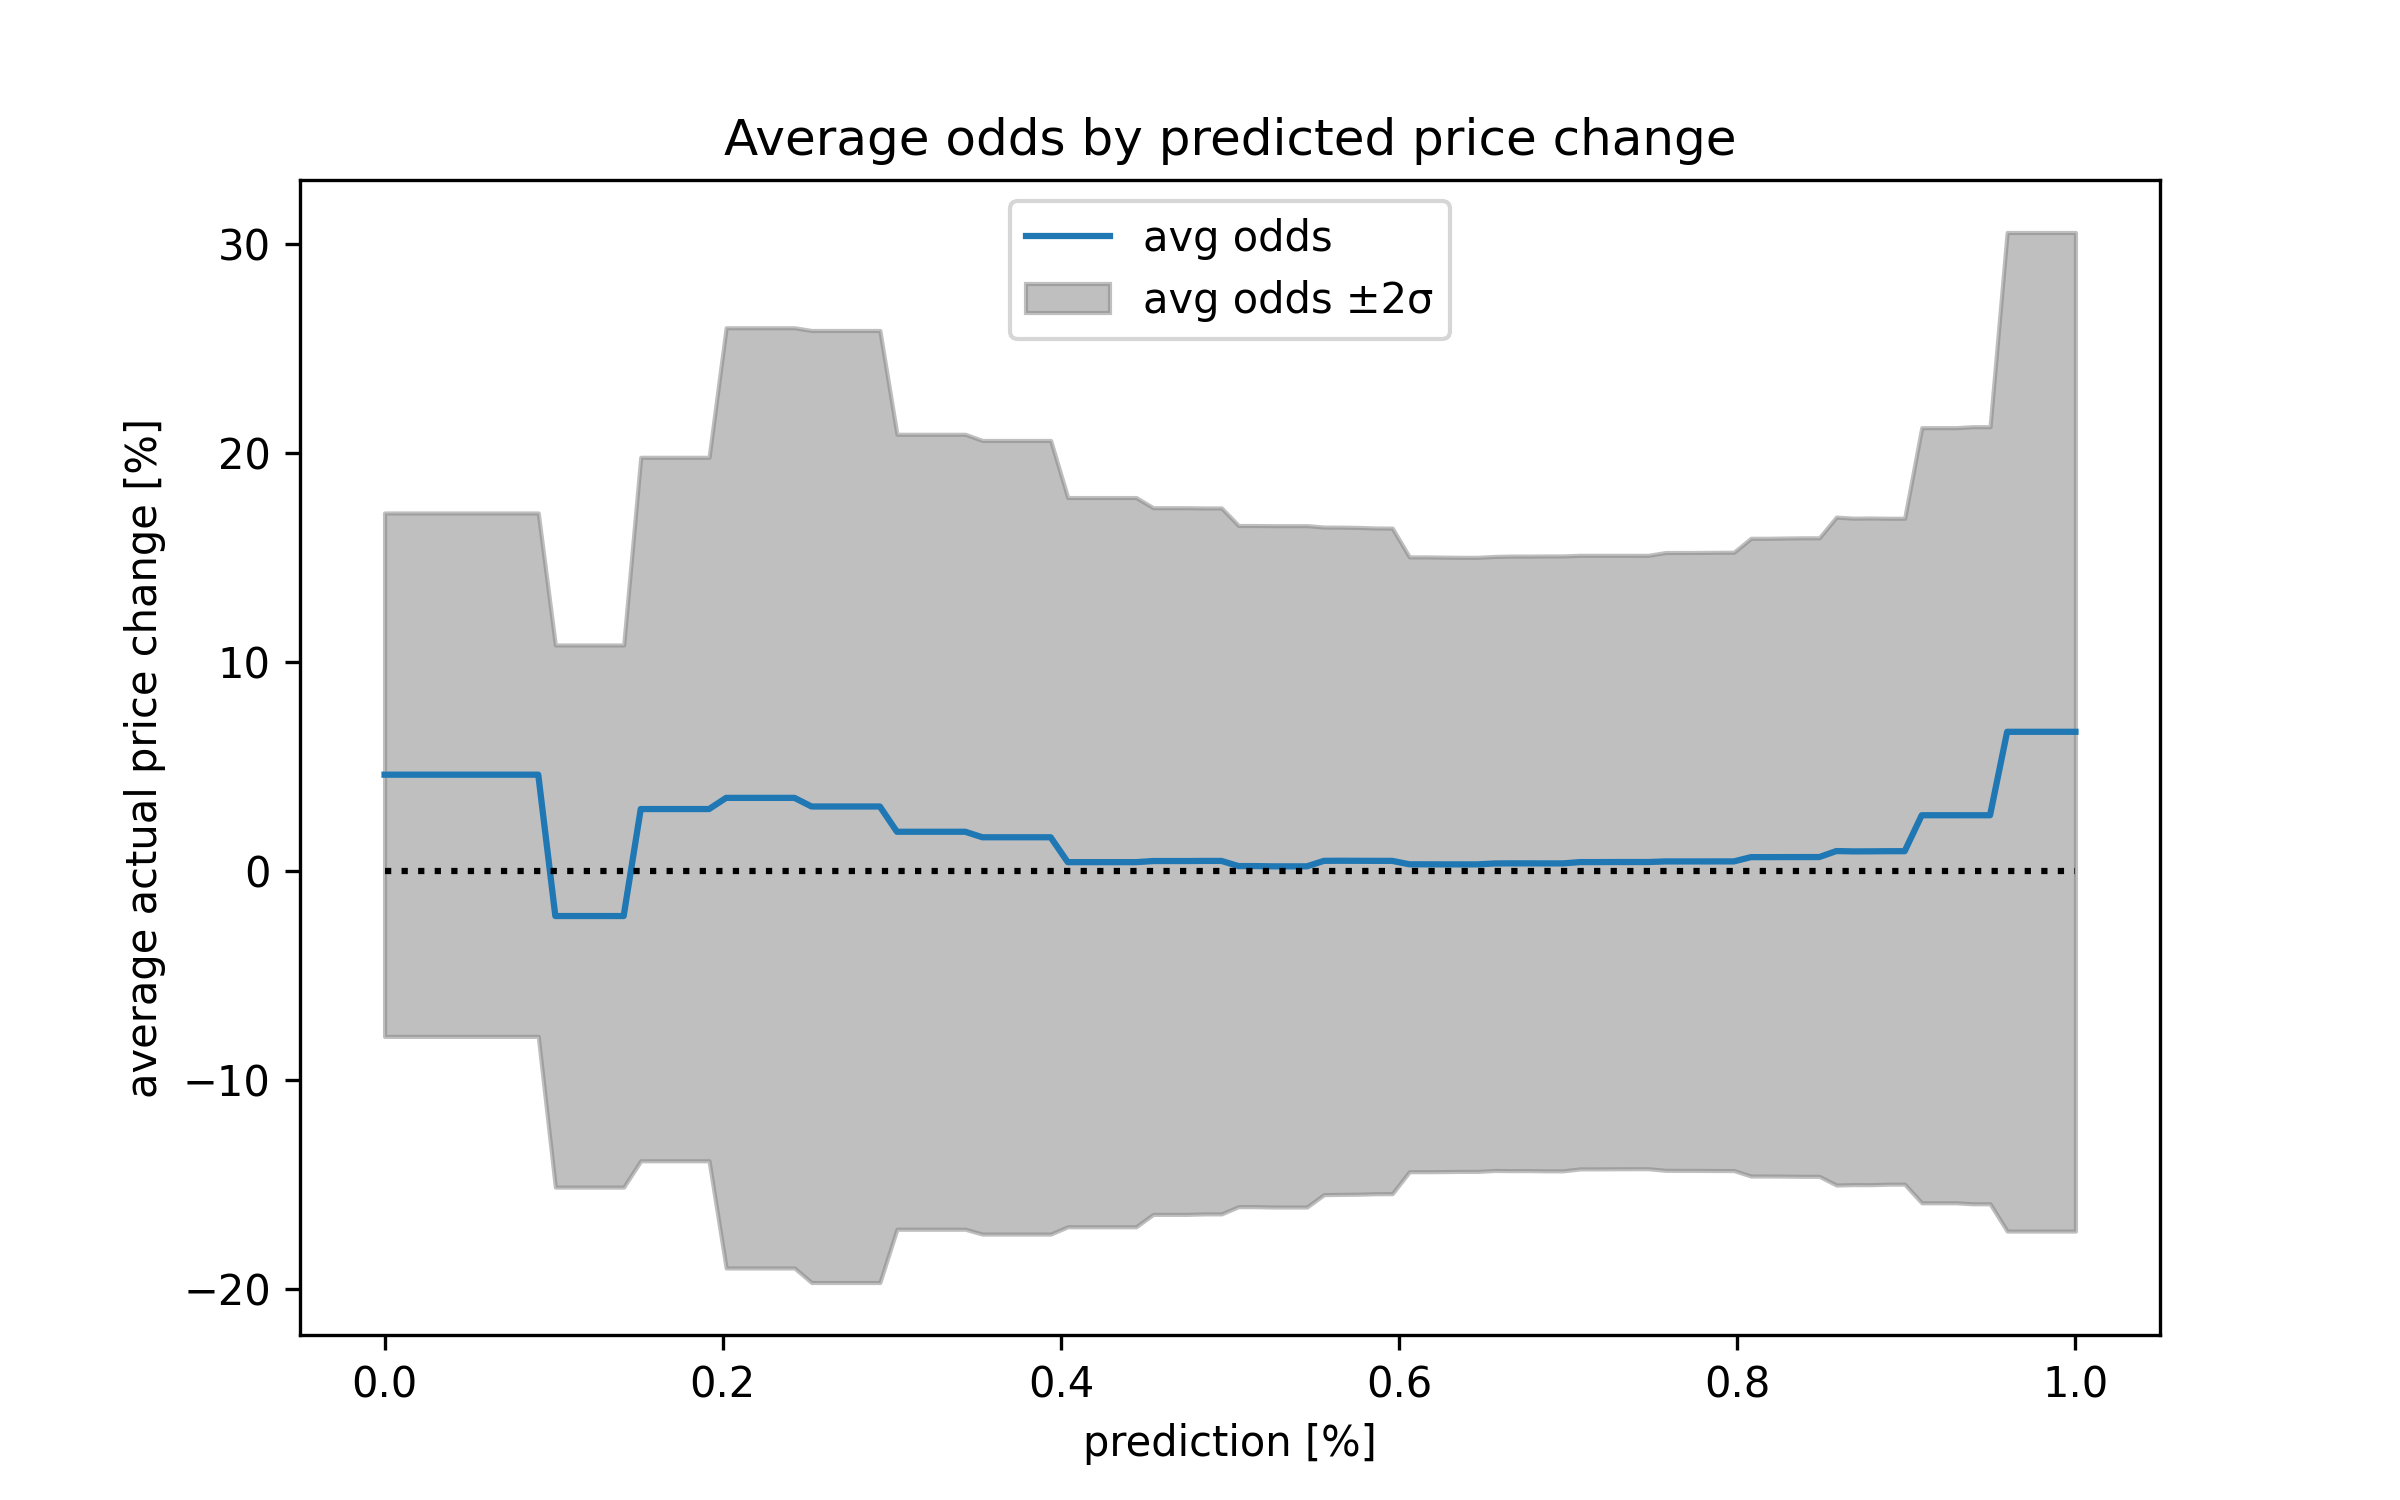 Average odds by predicted price change
avg odds
avg odds ±2σ
30
20
10
0
−10
−20
average actual price change [%]
0.0 0.2 0.4 0.6 0.8 1.0
prediction [%]